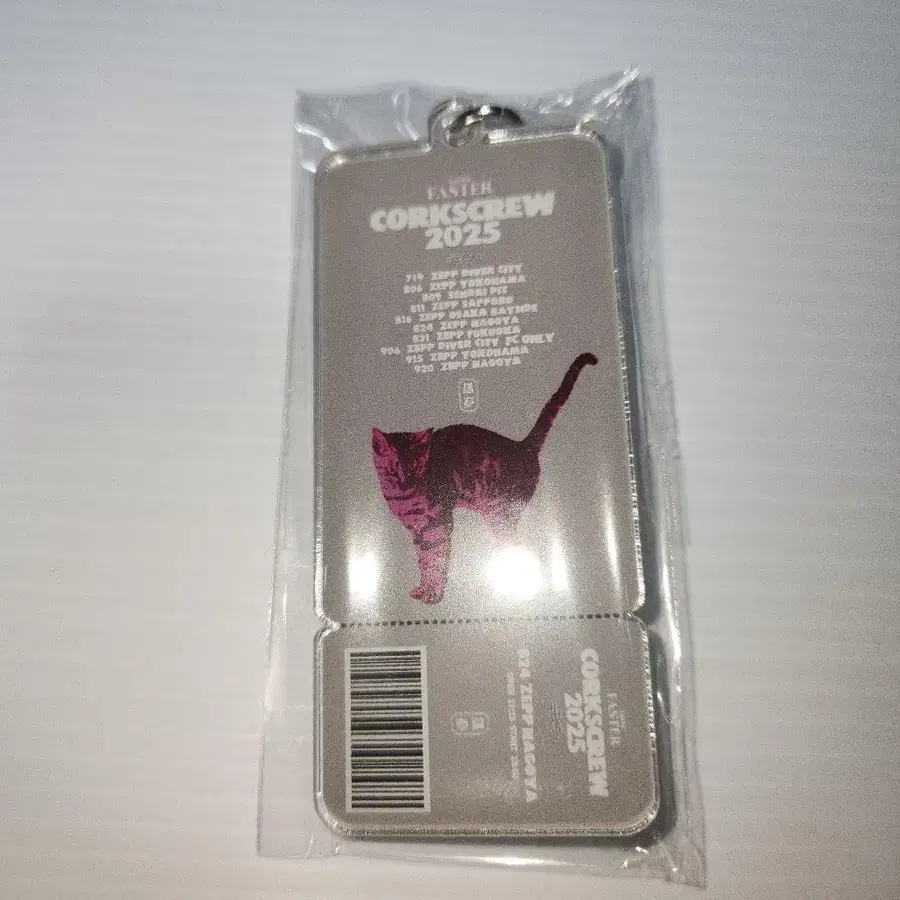 FASTER
CORKSCREW
2025
719 ZEPP DIVER CITY
806 ZEPP YOKOHAMA
809 SENDAI PIT
811 ZEPP SAPPORO
816 ZEPP OSAKA BAYSIDE
824 ZEPP NAGOYA
831 ZEPP FUKUOKA
906 ZEPP DIVER CITY FC ONLY
915 ZEPP YOKOHAMA
920 ZEPP NAGOYA
FASTER
CORKSCREW
2025
824 ZEPP NAGOYA